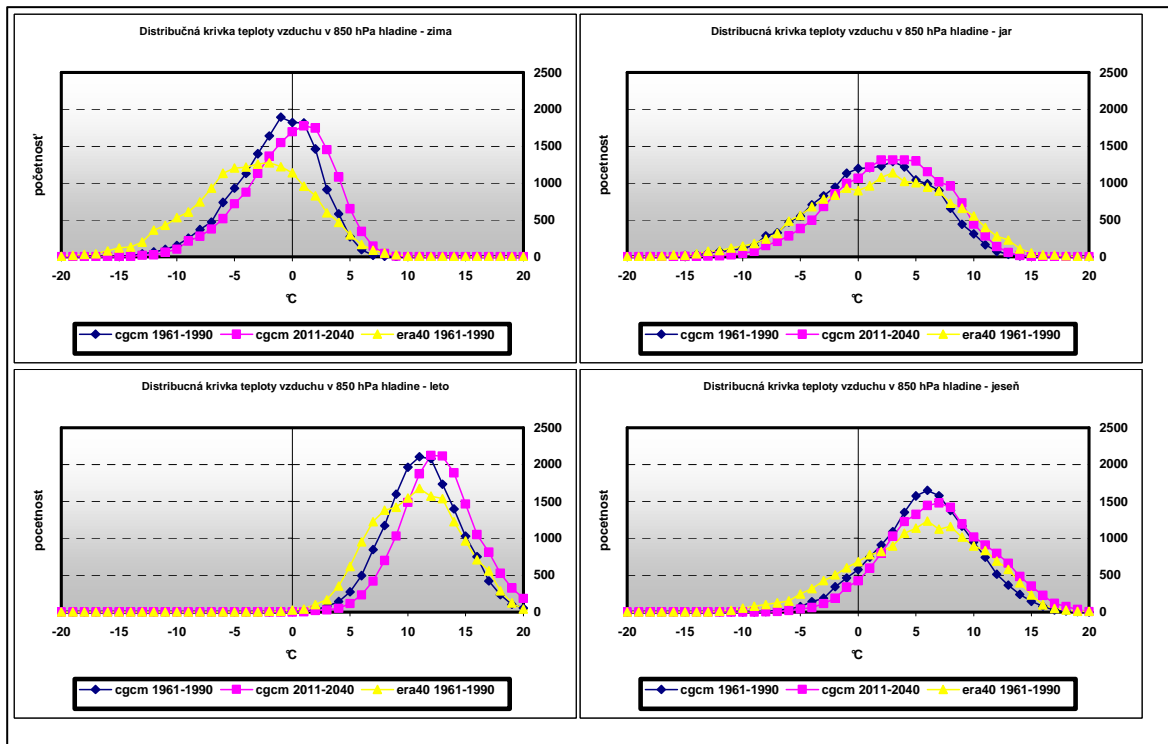 Distribučná krivka teploty vzduchu v 850 hPa hladine - zima
2500
2000
1500
1000
500
0
početnosť
-20 -15 -10 -5 0 5 10 15 20
°C
cgcm 1961-1990 cgcm 2011-2040 era40 1961-1990
Distribucná krivka teploty vzduchu v 850 hPa hladine - jar
2500
2000
1500
1000
500
0
pocetnost
-20 -15 -10 -5 0 5 10 15 20
°C
cgcm 1961-1990 cgcm 2011-2040 era40 1961-1990
Distribucná krivka teploty vzduchu v 850 hPa hladine - leto
2500
2000
1500
1000
500
0
pocetnost
-20 -15 -10 -5 0 5 10 15 20
°C
cgcm 1961-1990 cgcm 2011-2040 era40 1961-1990
Distribucná krivka teploty vzduchu v 850 hPa hladine - jeseň
2500
2000
1500
1000
500
0
pocetnost
-20 -15 -10 -5 0 5 10 15 20
°C
cgcm 1961-1990 cgcm 2011-2040 era40 1961-1990